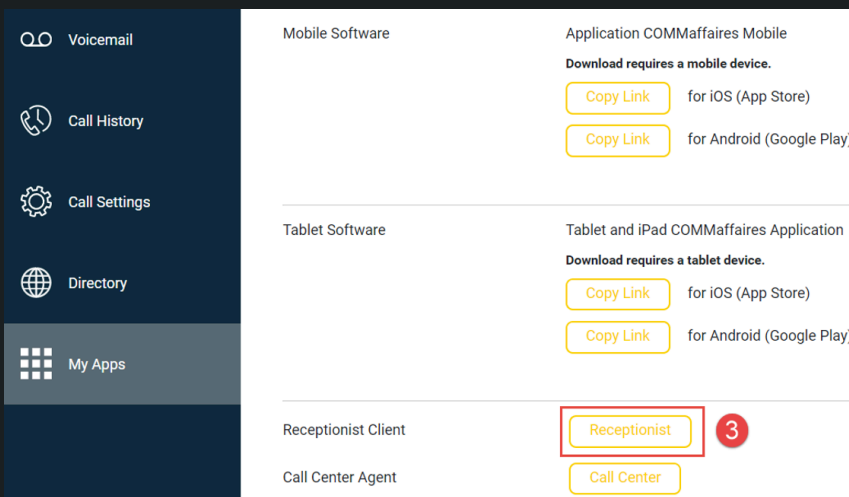 Voicemail
Call History
Call Settings
Directory
My Apps
Mobile Software
Application COMMaffaires Mobile
Download requires a mobile device.
Copy Link for iOS (App Store)
Copy Link for Android (Google Play)
Tablet Software
Tablet and iPad COMMaffaires Application
Download requires a tablet device.
Copy Link for iOS (App Store)
Copy Link for Android (Google Play)
Receptionist Client
Receptionist
3
Call Center Agent
Call Center